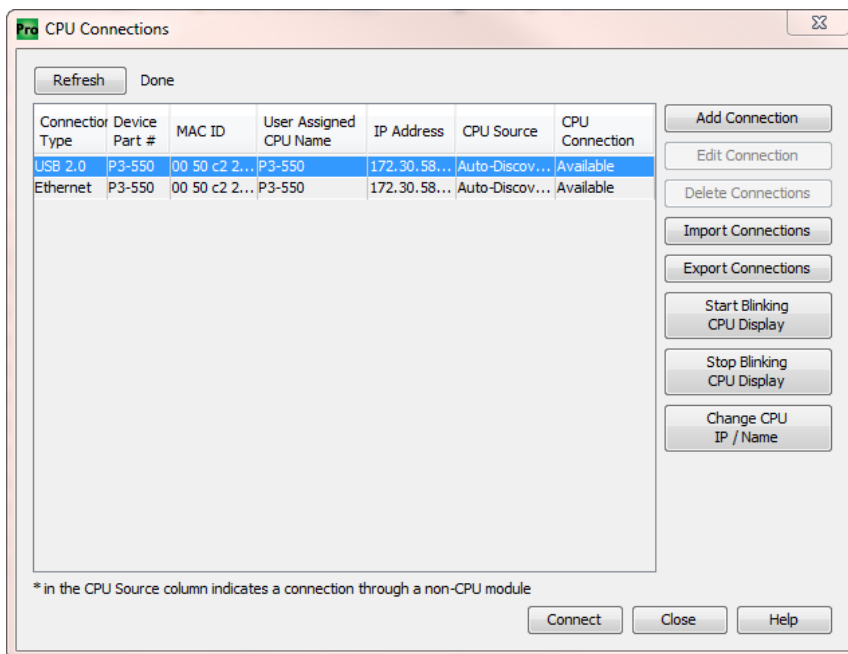 Pro CPU Connections
Refresh Done
Connection Type Device Part # MAC ID User Assigned CPU Name IP Address CPU Source CPU Connection
USB 2.0 P3-550 00 50 c2 2... P3-550 172.30.58... Auto-Discov... Available
Ethernet P3-550 00 50 c2 2... P3-550 172.30.58... Auto-Discov... Available
Add Connection
Edit Connection
Delete Connections
Import Connections
Export Connections
Start Blinking
CPU Display
Stop Blinking
CPU Display
Change CPU
IP / Name
* in the CPU Source column indicates a connection through a non-CPU module
Connect Close Help